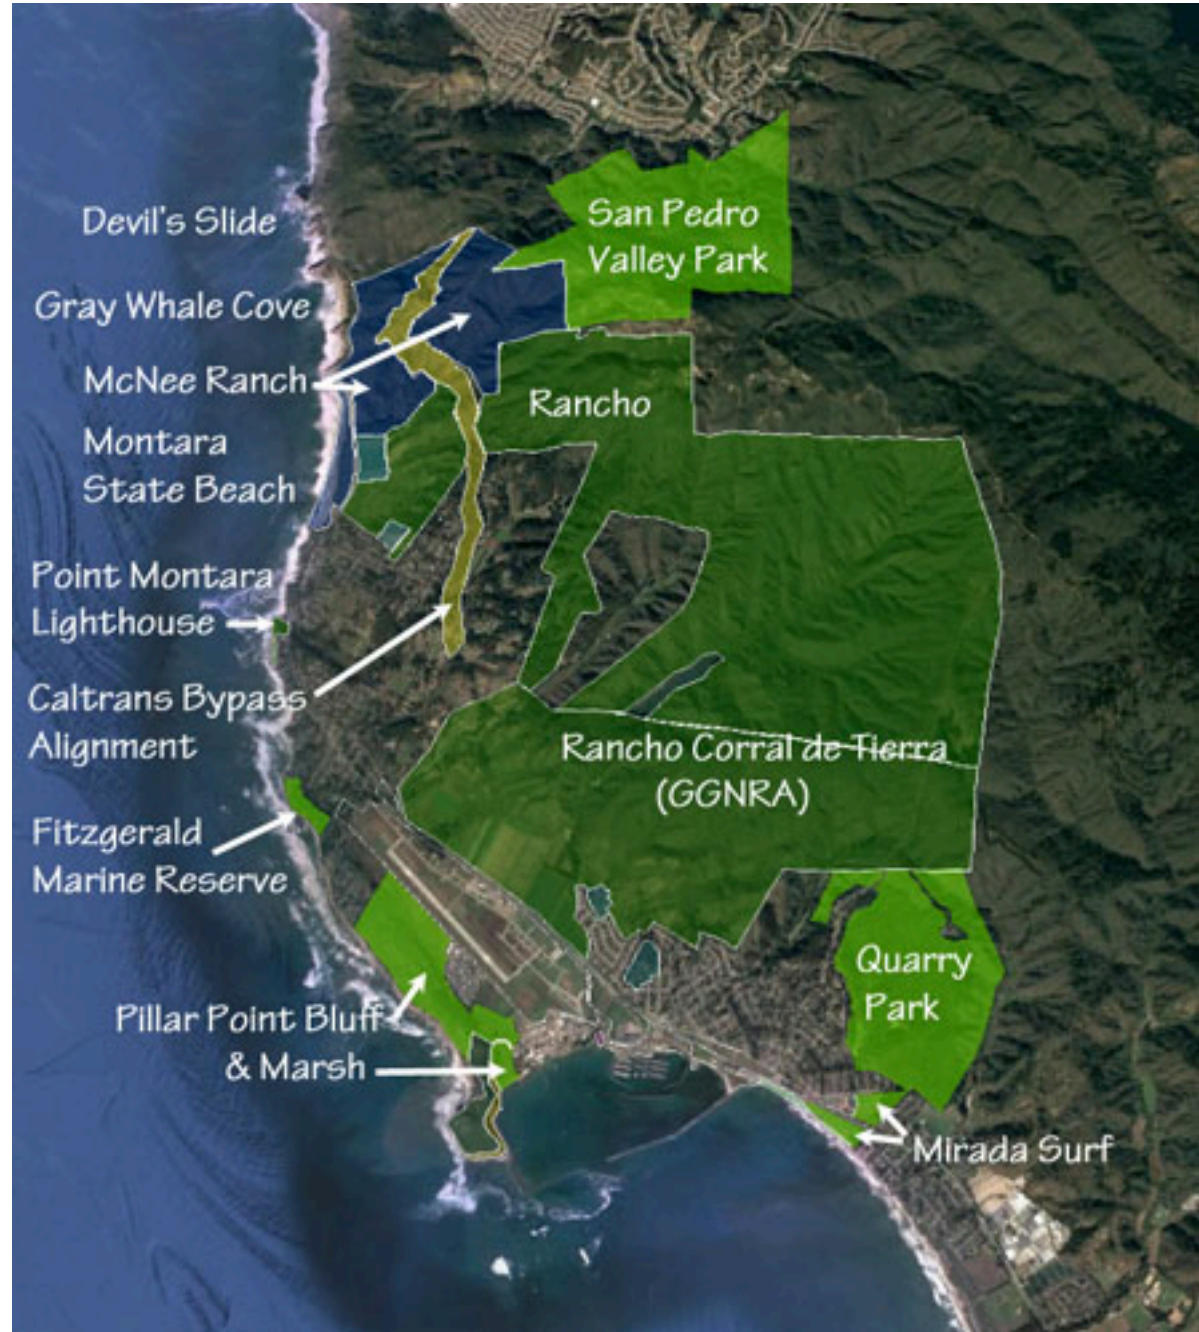 San Pedro
Valley Park
Devil's Slide
Gray Whale Cove
McNee Ranch
Rancho
Montara
State Beach
Point Montara
Lighthouse
Caltrans Bypass
Alignment
Rancho Corral de Tierra
(GGNRA)
Fitzgerald
Marine Reserve
Quarry
Park
Pillar Point Bluff
& Marsh
Mirada Surf